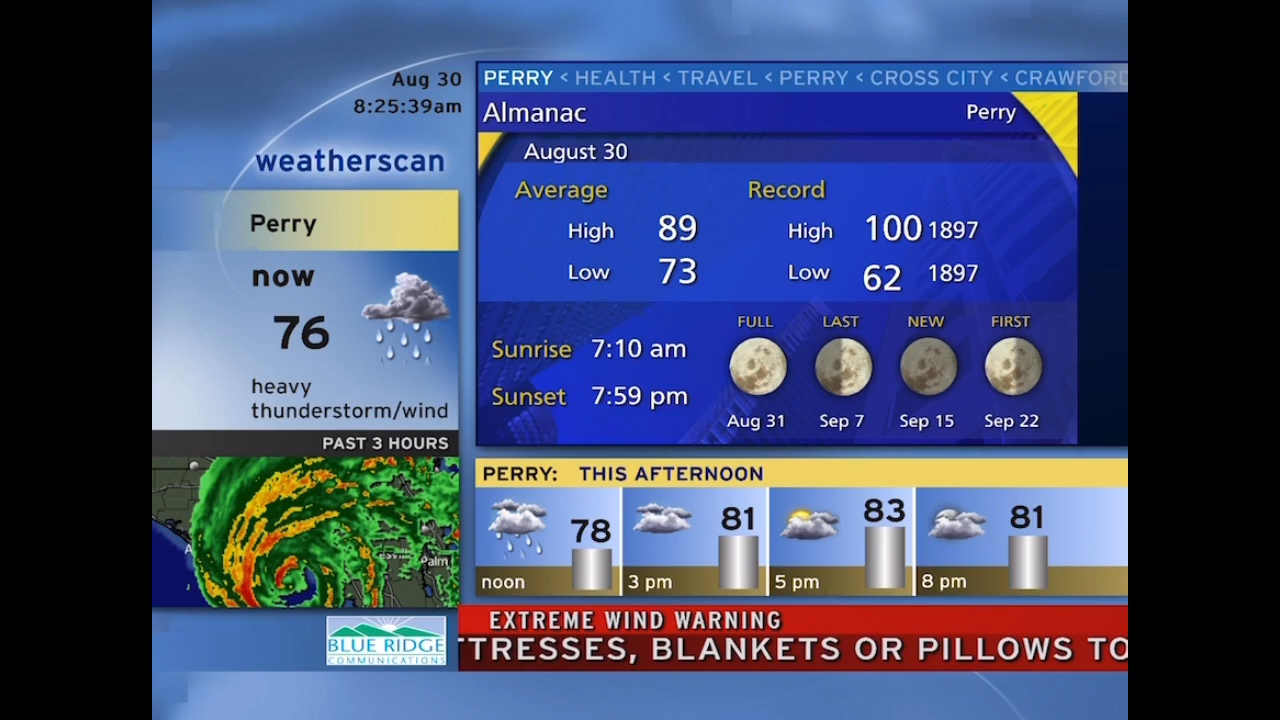 Aug 30
8:25:39am
weatherscan
Perry
now
76
heavy
thunderstorm/wind
PAST 3 HOURS
A
Palm
BLUE RIDGE
COMMUNICATIONS
PERRY < HEALTH < TRAVEL < PERRY < CROSS CITY < CRAWFORD
Almanac Perry
August 30
Average Record
High 89 High 100 1897
Low 73 Low 62 1897
Sunrise 7:10 am
Sunset 7:59 pm
FULL LAST NEW FIRST
Aug 31 Sep 7 Sep 15 Sep 22
PERRY: THIS AFTERNOON
78 81 83 81
noon 3 pm 5 pm 8 pm
EXTREME WIND WARNING
TTRESSES, BLANKETS OR PILLOWS TO